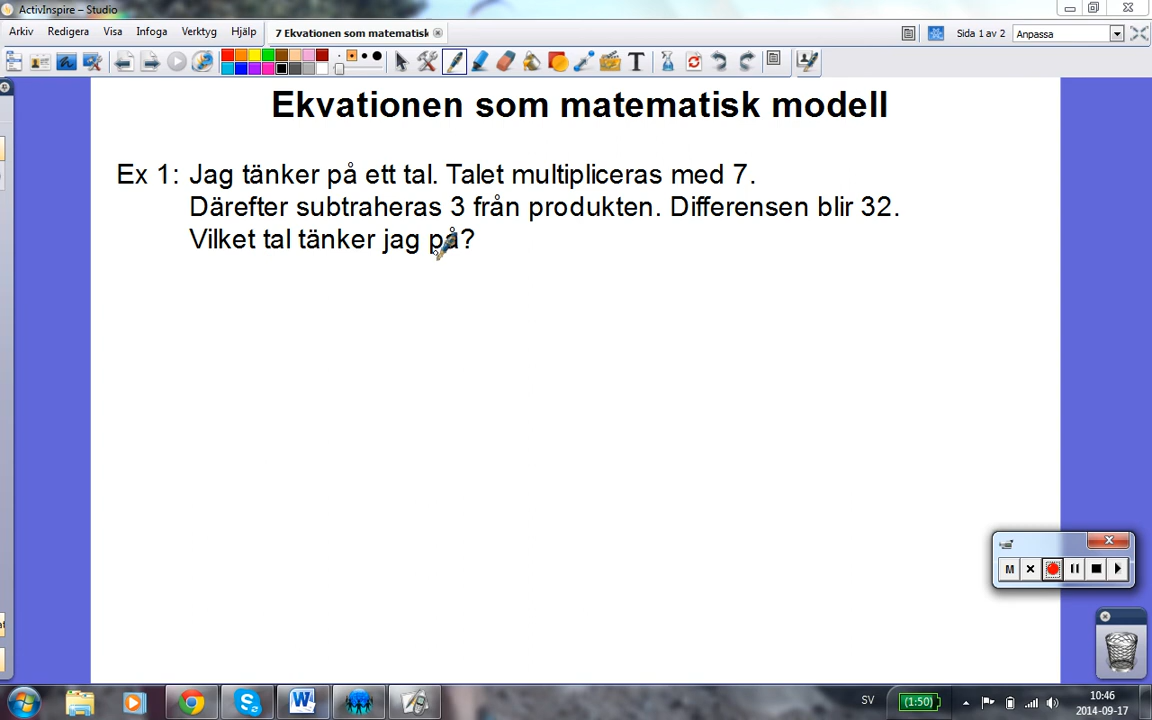 ActivInspire – Studio
Arkiv Redigera Visa Infoga Verktyg Hjälp 7 Ekvationen som matematisk Sida 1 av 2 Anpassa
T
Ekvationen som matematisk modell
Ex 1: Jag tänker på ett tal. Talet multipliceras med 7.
Därefter subtraheras 3 från produkten. Differensen blir 32.
Vilket tal tänker jag på?
M
SV (1:50) 10:46
2014-09-17